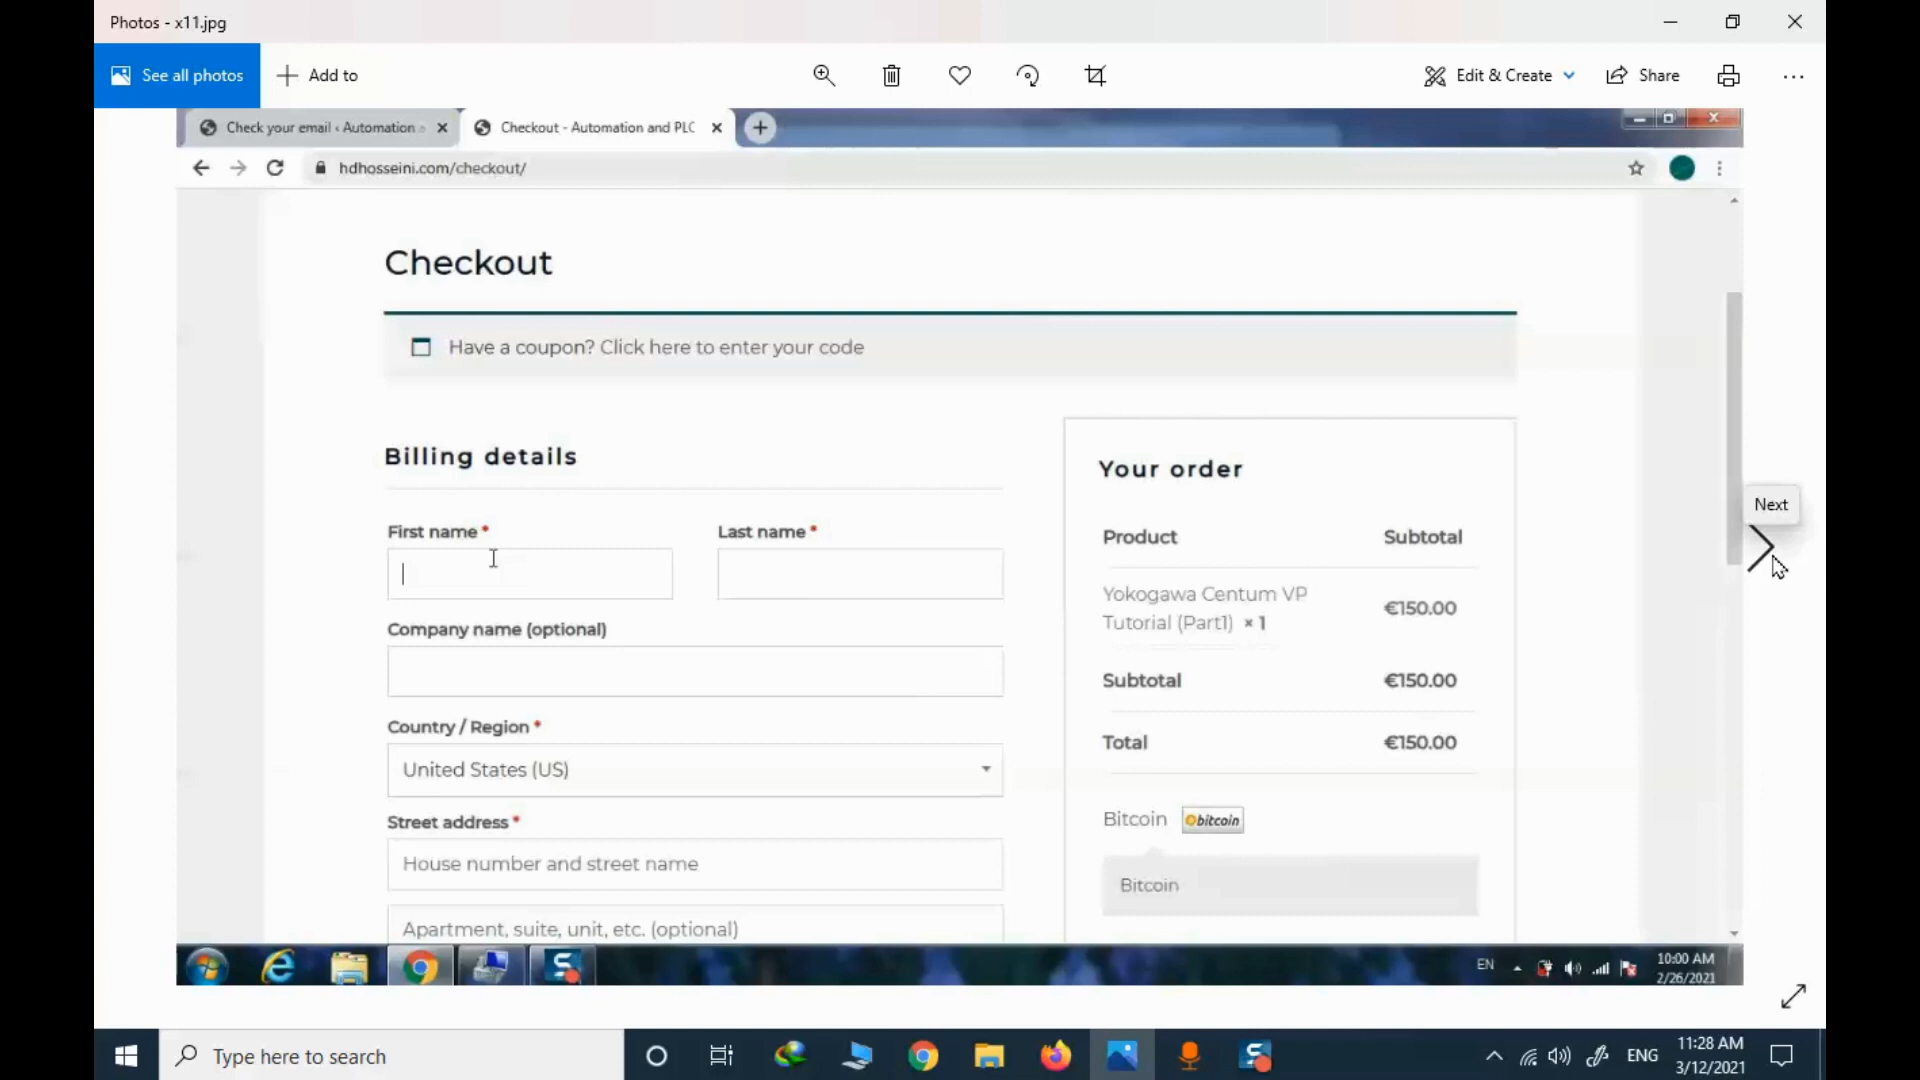 Photos - x11.jpg
See all photos
Add to
Edit & Create
Share
Check your email ‹ Automation
Checkout - Automation and PLC
hdhosseini.com/checkout/
Checkout
Have a coupon? Click here to enter your code
Billing details
Your order
First name *
Last name *
Product Subtotal
Yokogawa Centum VP
Tutorial (Part1) × 1
€150.00
Company name (optional)
Subtotal €150.00
Country / Region *
United States (US)
Total €150.00
Street address *
House number and street name
Bitcoin bitcoin
Bitcoin
Apartment, suite, unit, etc. (optional)
Next
EN
10:00 AM
2/26/2021
Type here to search
ENG
11:28 AM
3/12/2021